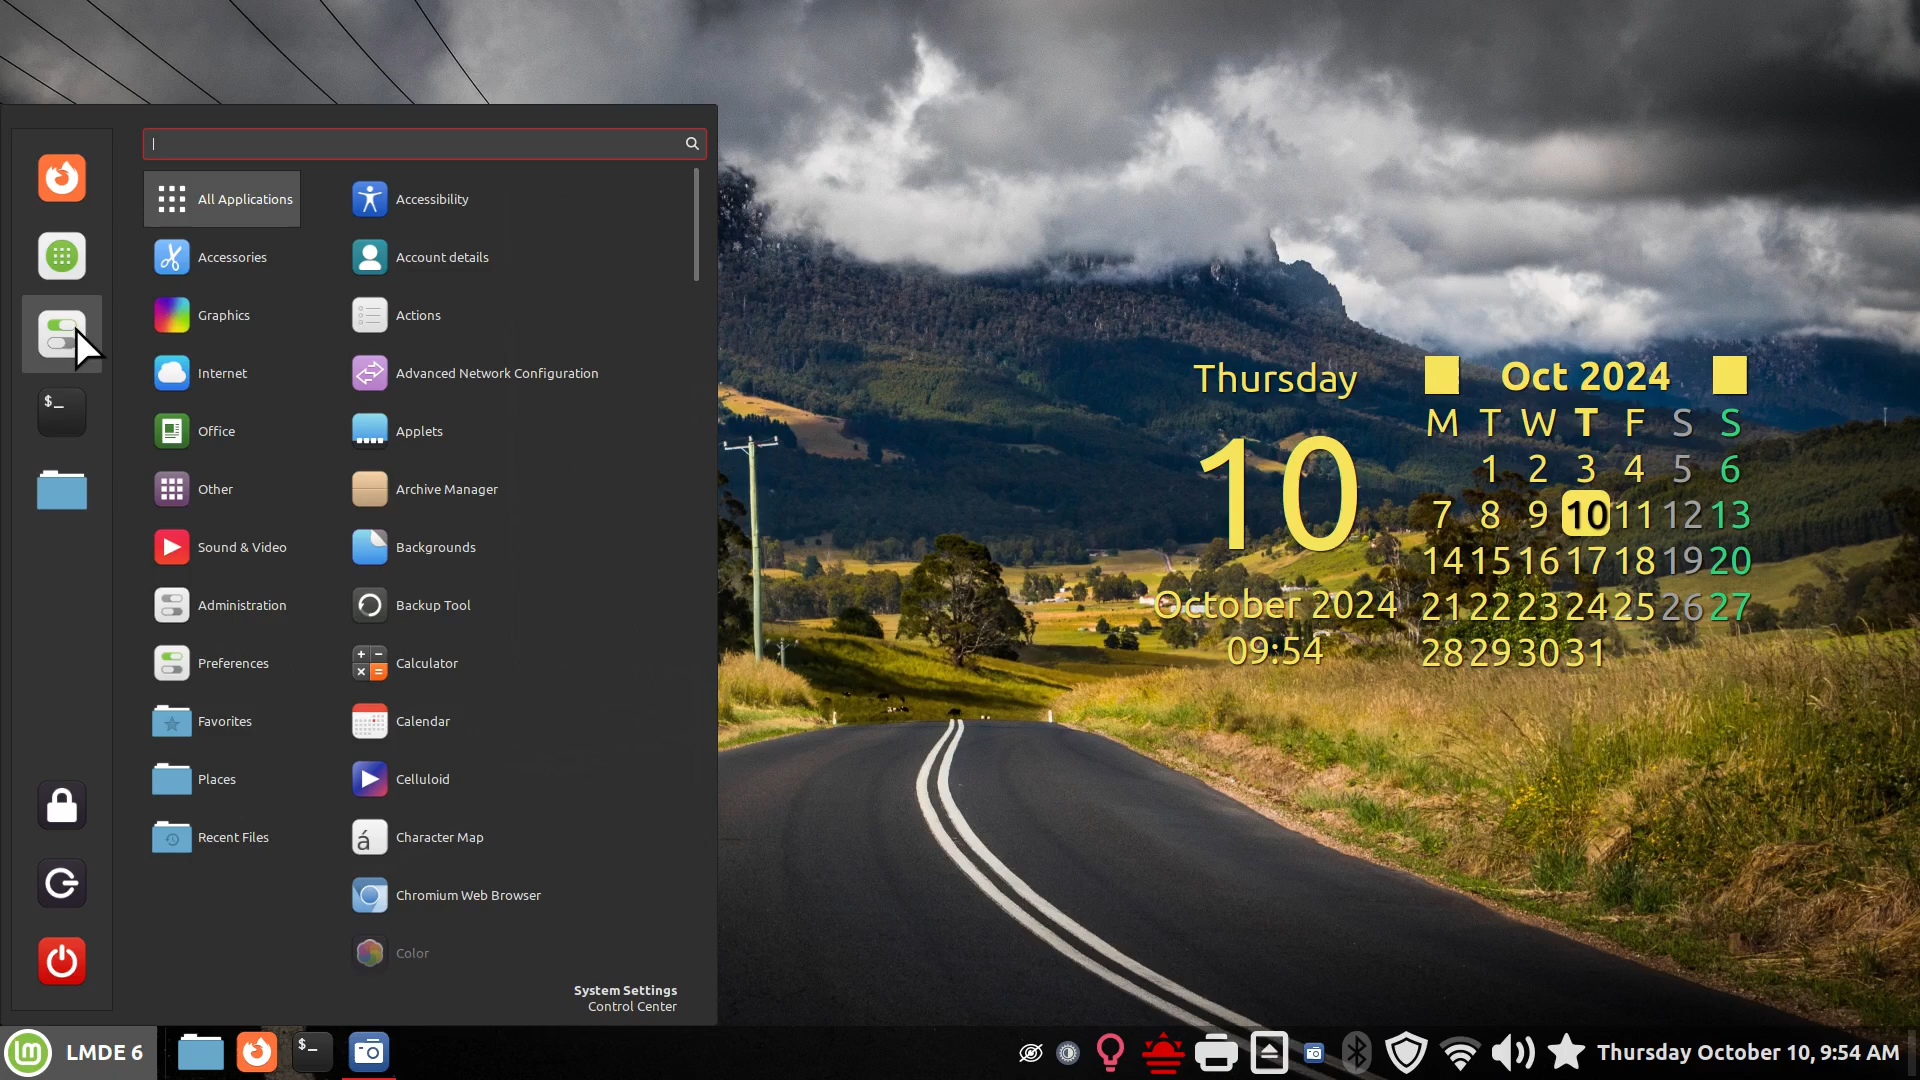 All Applications
Accessories
Graphics
Internet
Office
Other
Sound & Video
Administration
Preferences
Favorites
Places
Recent Files
Accessibility
Account details
Actions
Advanced Network Configuration
Applets
Archive Manager
Backgrounds
Backup Tool
Calculator
Calendar
Celluloid
á Character Map
Chromium Web Browser
Color
$_
System Settings
Control Center
Thursday
10
October 2024
09:54
Oct 2024
M T W T F S S
1 2 3 4 5 6
7 8 9 10 11 12 13
14 15 16 17 18 19 20
21 22 23 24 25 26 27
28 29 30 31
lm LMDE 6
$_
Thursday October 10, 9:54 AM